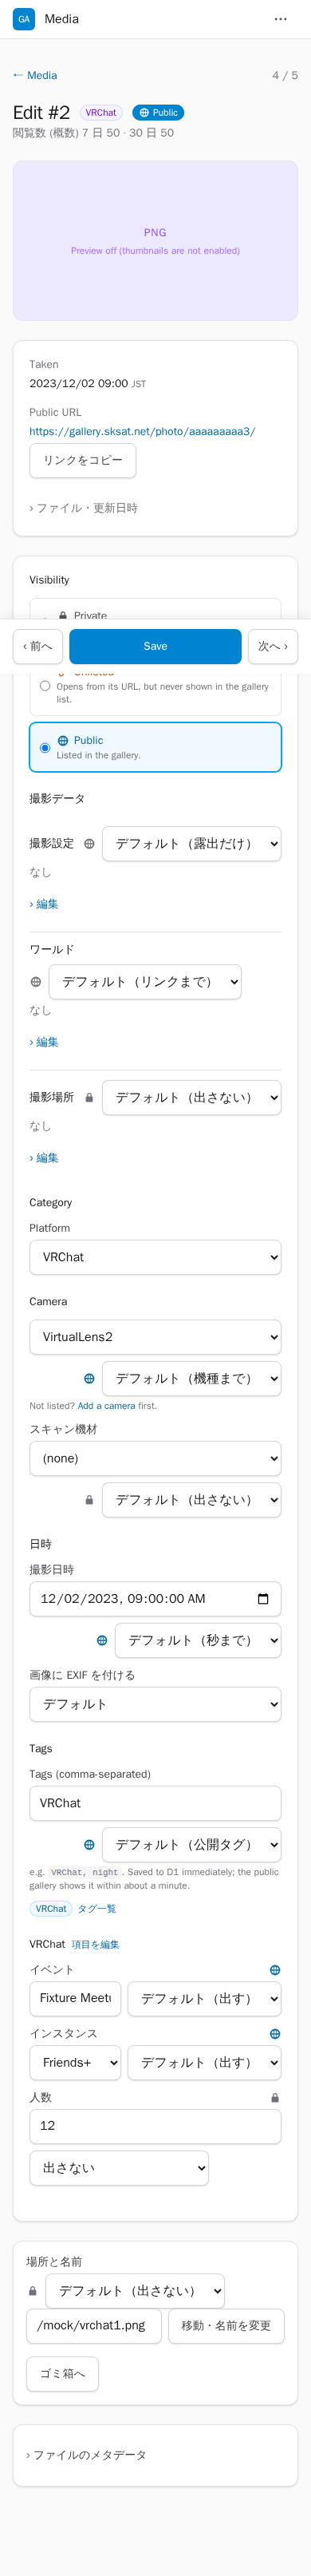 GA Media ...
← Media 4 / 5
Edit #2 VRChat Public
閲覧数 (概数) 7 日 50 · 30 日 50
PNG
Preview off (thumbnails are not enabled)
Taken
2023/12/02 09:00 JST
Public URL
https://gallery.sksat.net/photo/aaaaaaaaa3/
リンクをコピー
› ファイル・更新日時
Visibility
Private
‹ 前へ Save 次へ ›
Opens from its URL, but never shown in the gallery
list.
Public
Listed in the gallery.
撮影データ
撮影設定 デフォルト（露出だけ）
なし
› 編集
ワールド
デフォルト（リンクまで）
なし
› 編集
撮影場所 デフォルト（出さない）
なし
› 編集
Category
Platform
VRChat
Camera
VirtualLens2
デフォルト（機種まで）
Not listed? Add a camera first.
スキャン機材
(none)
デフォルト（出さない）
日時
撮影日時
12/02/2023, 09:00:00 AM
デフォルト（秒まで）
画像に EXIF を付ける
デフォルト
Tags
Tags (comma-separated)
VRChat
デフォルト（公開タグ）
e.g. VRChat, night. Saved to D1 immediately; the public
gallery shows it within about a minute.
VRChat タグ一覧
VRChat 項目を編集
イベント
Fixture Meetu デフォルト（出す）
インスタンス
Friends+ デフォルト（出す）
人数
12
出さない
場所と名前
デフォルト（出さない）
/mock/vrchat1.png 移動・名前を変更
ゴミ箱へ
› ファイルのメタデータ